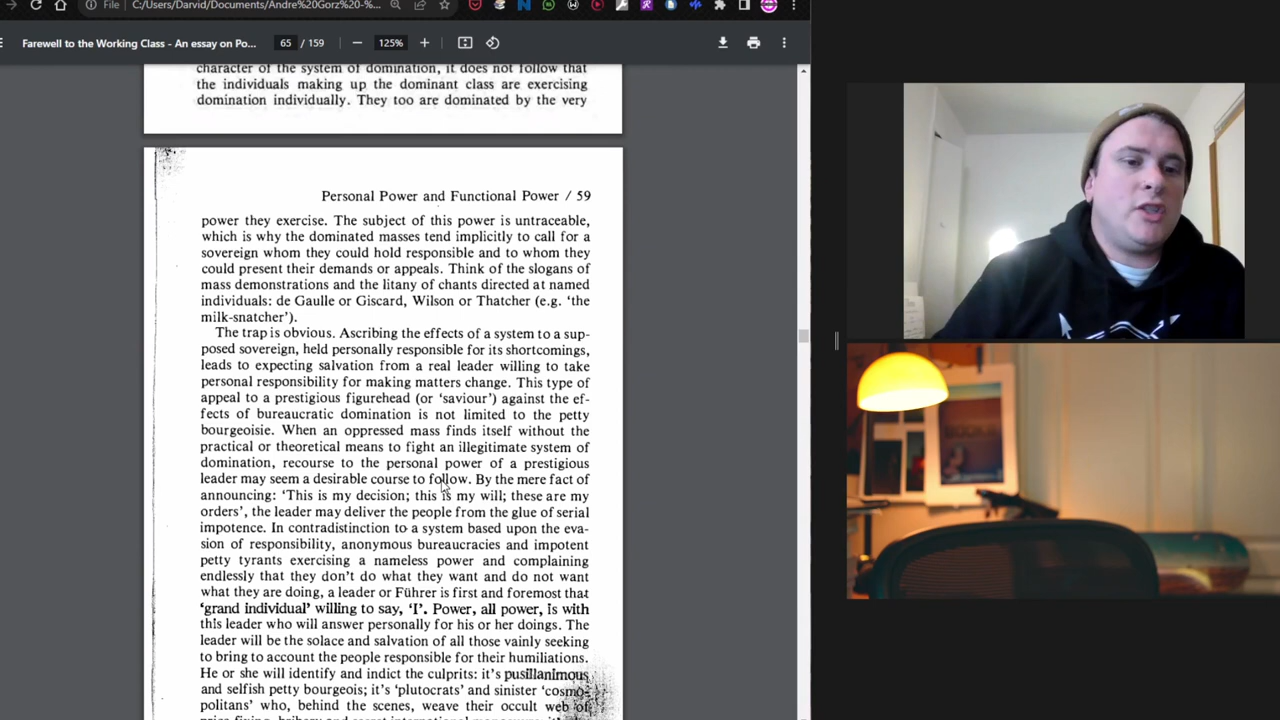 File
C:/Users/Darvid/Documents/Andre%20Gorz%20-%...
Farewell to the Working Class - An essay on Po...
65 / 159
125%
character of the system of domination, it does not follow that
the individuals making up the dominant class are exercising
domination individually. They too are dominated by the very
Personal Power and Functional Power / 59
power they exercise. The subject of this power is untraceable,
which is why the dominated masses tend implicitly to call for a
sovereign whom they could hold responsible and to whom they
could present their demands or appeals. Think of the slogans of
mass demonstrations and the litany of chants directed at named
individuals: de Gaulle or Giscard, Wilson or Thatcher (e.g. 'the
milk-snatcher').
The trap is obvious. Ascribing the effects of a system to a sup-
posed sovereign, held personally responsible for its shortcomings,
leads to expecting salvation from a real leader willing to take
personal responsibility for making matters change. This type of
appeal to a prestigious figurehead (or 'saviour') against the ef-
fects of bureaucratic domination is not limited to the petty
bourgeoisie. When an oppressed mass finds itself without the
practical or theoretical means to fight an illegitimate system of
domination, recourse to the personal power of a prestigious
leader may seem a desirable course to follow. By the mere fact of
announcing: 'This is my decision; this is my will; these are my
orders', the leader may deliver the people from the glue of serial
impotence. In contradistinction to a system based upon the eva-
sion of responsibility, anonymous bureaucracies and impotent
petty tyrants exercising a nameless power and complaining
endlessly that they don't do what they want and do not want
what they are doing, a leader or Führer is first and foremost that
'grand individual' willing to say, 'I'. Power, all power, is with
this leader who will answer personally for his or her doings. The
leader will be the solace and salvation of all those vainly seeking
to bring to account the people responsible for their humiliations.
He or she will identify and indict the culprits: it's pusillanimous
and selfish petty bourgeois; it's 'plutocrats' and sinister 'cosmo-
politans' who, behind the scenes, weave their occult web of